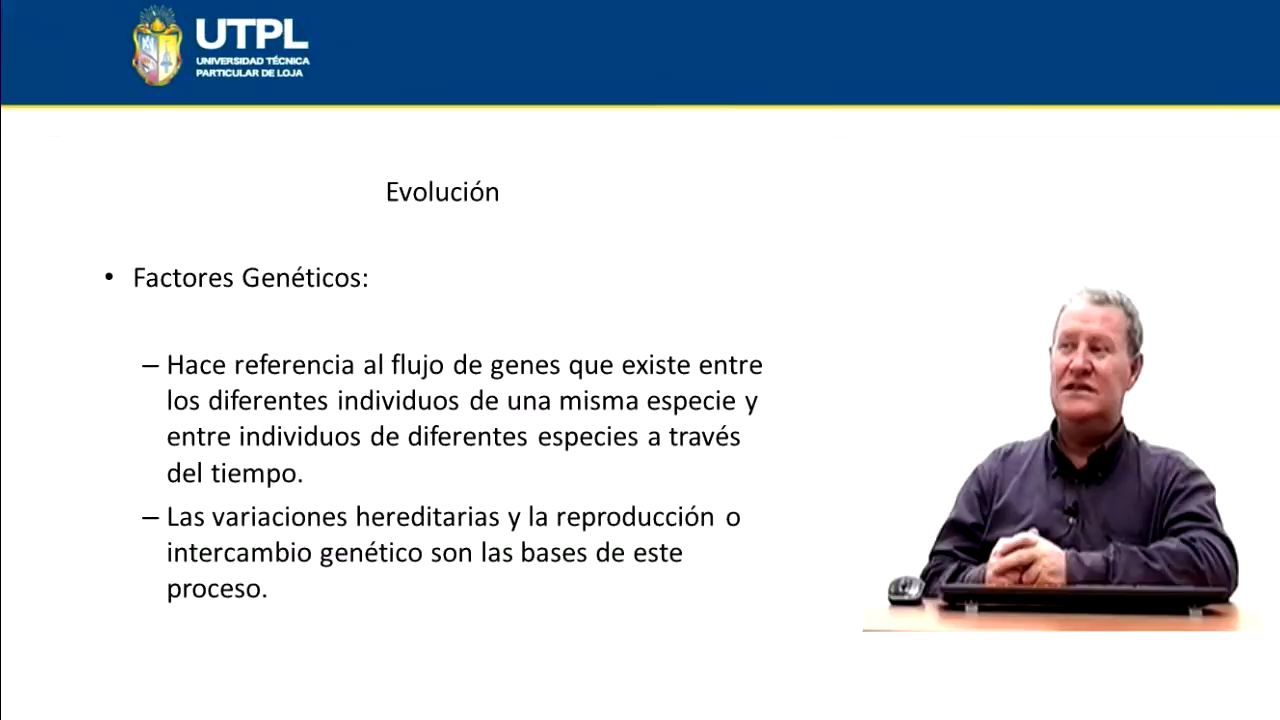 UTPL
UNIVERSIDAD TÉCNICA
PARTICULAR DE LOJA
Evolución
• Factores Genéticos:
– Hace referencia al flujo de genes que existe entre
los diferentes individuos de una misma especie y
entre individuos de diferentes especies a través
del tiempo.
– Las variaciones hereditarias y la reproducción o
intercambio genético son las bases de este
proceso.